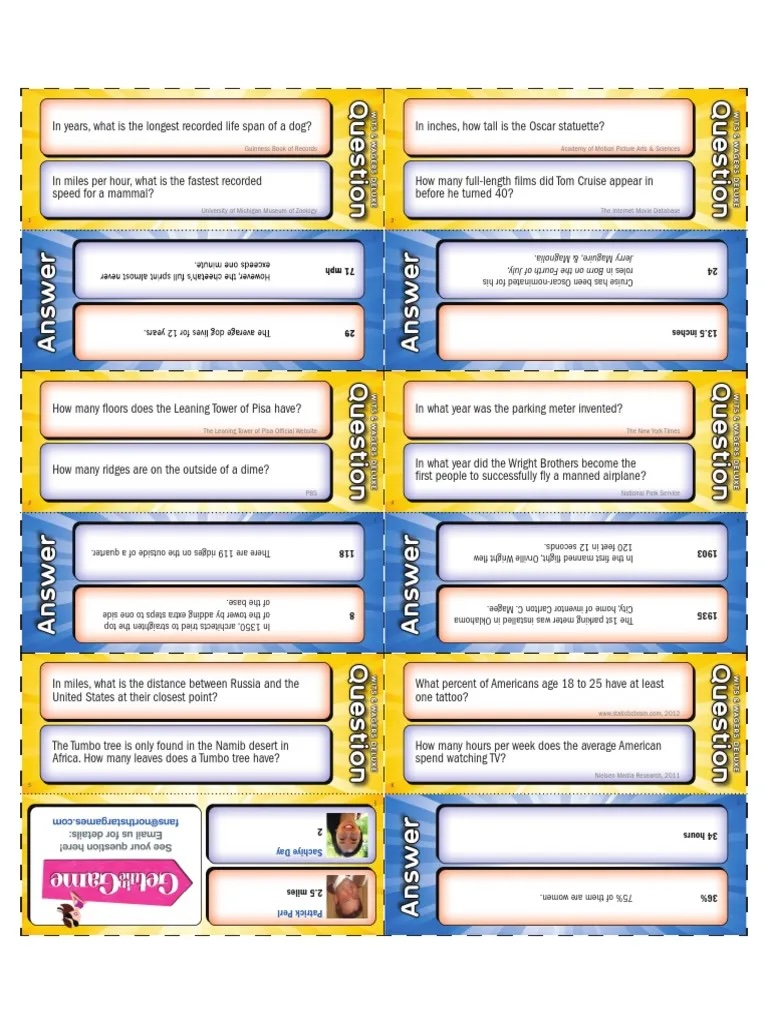 In years, what is the longest recorded life span of a dog?
Guinness Book of Records
In miles per hour, what is the fastest recorded
speed for a mammal?
University of Michigan Museum of Zoology
1
WITS & WAGERS DELUXE
Question
In inches, how tall is the Oscar statuette?
Academy of Motion Picture Arts & Sciences
How many full-length films did Tom Cruise appear in
before he turned 40?
The Internet Movie Database
2
WITS & WAGERS DELUXE
Question
Answer
29
The average dog lives for 12 years.
71 mph
However, the cheetah's full sprint almost never
exceeds one minute.
Answer
13.5 inches
24
Cruise has been Oscar-nominated for his
roles in Born on the Fourth of July,
Jerry Maguire, & Magnolia.
How many floors does the Leaning Tower of Pisa have?
The Leaning Tower of Pisa Official Website
How many ridges are on the outside of a dime?
PBS
3
WITS & WAGERS DELUXE
Question
In what year was the parking meter invented?
The New York Times
In what year did the Wright Brothers become the
first people to successfully fly a manned airplane?
National Park Service
4
WITS & WAGERS DELUXE
Question
Answer
8
In 1350, architects tried to straighten the top
of the tower by adding extra steps to one side
of the base.
118
There are 119 ridges on the outside of a quarter.
Answer
1935
The 1st parking meter was installed in Oklahoma
City, home of inventor Carlton C. Magee.
1903
In the first manned flight, Orville Wright flew
120 feet in 12 seconds.
In miles, what is the distance between Russia and the
United States at their closest point?
The Tumbo tree is only found in the Namib desert in
Africa. How many leaves does a Tumbo tree have?
5
WITS & WAGERS DELUXE
Question
What percent of Americans age 18 to 25 have at least
one tattoo?
www.statisticbrain.com, 2012
How many hours per week does the average American
spend watching TV?
Nielsen Media Research, 2011
6
WITS & WAGERS DELUXE
Question
Patrick Perl
2.5 miles
Sachiye Day
2
Get in the Game
See your question here!
Email us for details:
fans@northstargames.com
Answer
36%
75% of them are women.
34 hours